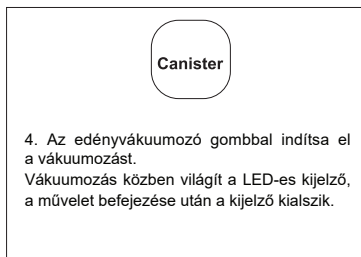 Canister
4. Az edényvákuumozó gombbal indítsa el
a vákuumozást.
Vákuumozás közben világít a LED-es kijelző,
a művelet befejezése után a kijelző kialszik.